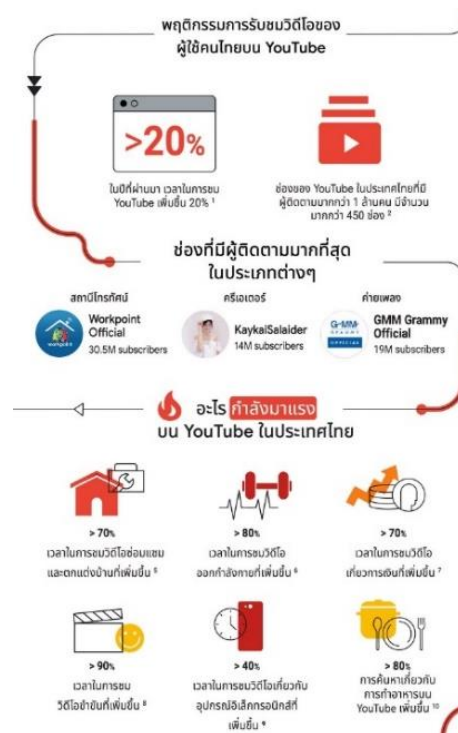 พฤติกรรมการรับชมวิดีโอของ
ผู้ใช้คนไทยบน YouTube
>20%
ในปีที่ผ่านมา เวลาในการชม
YouTube เพิ่มขึ้น 20% ¹
ช่องของ YouTube ในประเทศไทยที่มี
ผู้ติดตามมากกว่า 1 ล้านคน มีจำนวน
มากกว่า 450 ช่อง ²
ช่องที่มีผู้ติดตามมากที่สุด
ในประเภทต่างๆ
สถานีโทรทัศน์
Workpoint
Official
30.5M subscribers
workpoint
ครีเอเตอร์
KaykaiSalaider
14M subscribers
ค่ายเพลง
GMM Grammy
Official
19M subscribers
GMM
GRAMMY
OFFICIAL
อะไร กำลังมาแรง
บน YouTube ในประเทศไทย
> 70%
เวลาในการชมวิดีโอซ่อมแซม
และตกแต่งบ้านที่เพิ่มขึ้น ⁵
> 80%
เวลาในการชมวิดีโอ
ออกกำลังกายที่เพิ่มขึ้น ⁶
> 70%
เวลาในการชมวิดีโอ
เกี่ยวการเงินที่เพิ่มขึ้น ⁷
> 90%
เวลาในการชม
วิดีโอขำขันที่เพิ่มขึ้น ⁸
> 40%
เวลาในการชมวิดีโอเกี่ยวกับ
อุปกรณ์อิเล็กทรอนิกส์ที่
เพิ่มขึ้น ⁹
> 80%
การค้นหาเกี่ยวกับ
การทำอาหารบน
YouTube เพิ่มขึ้น ¹⁰